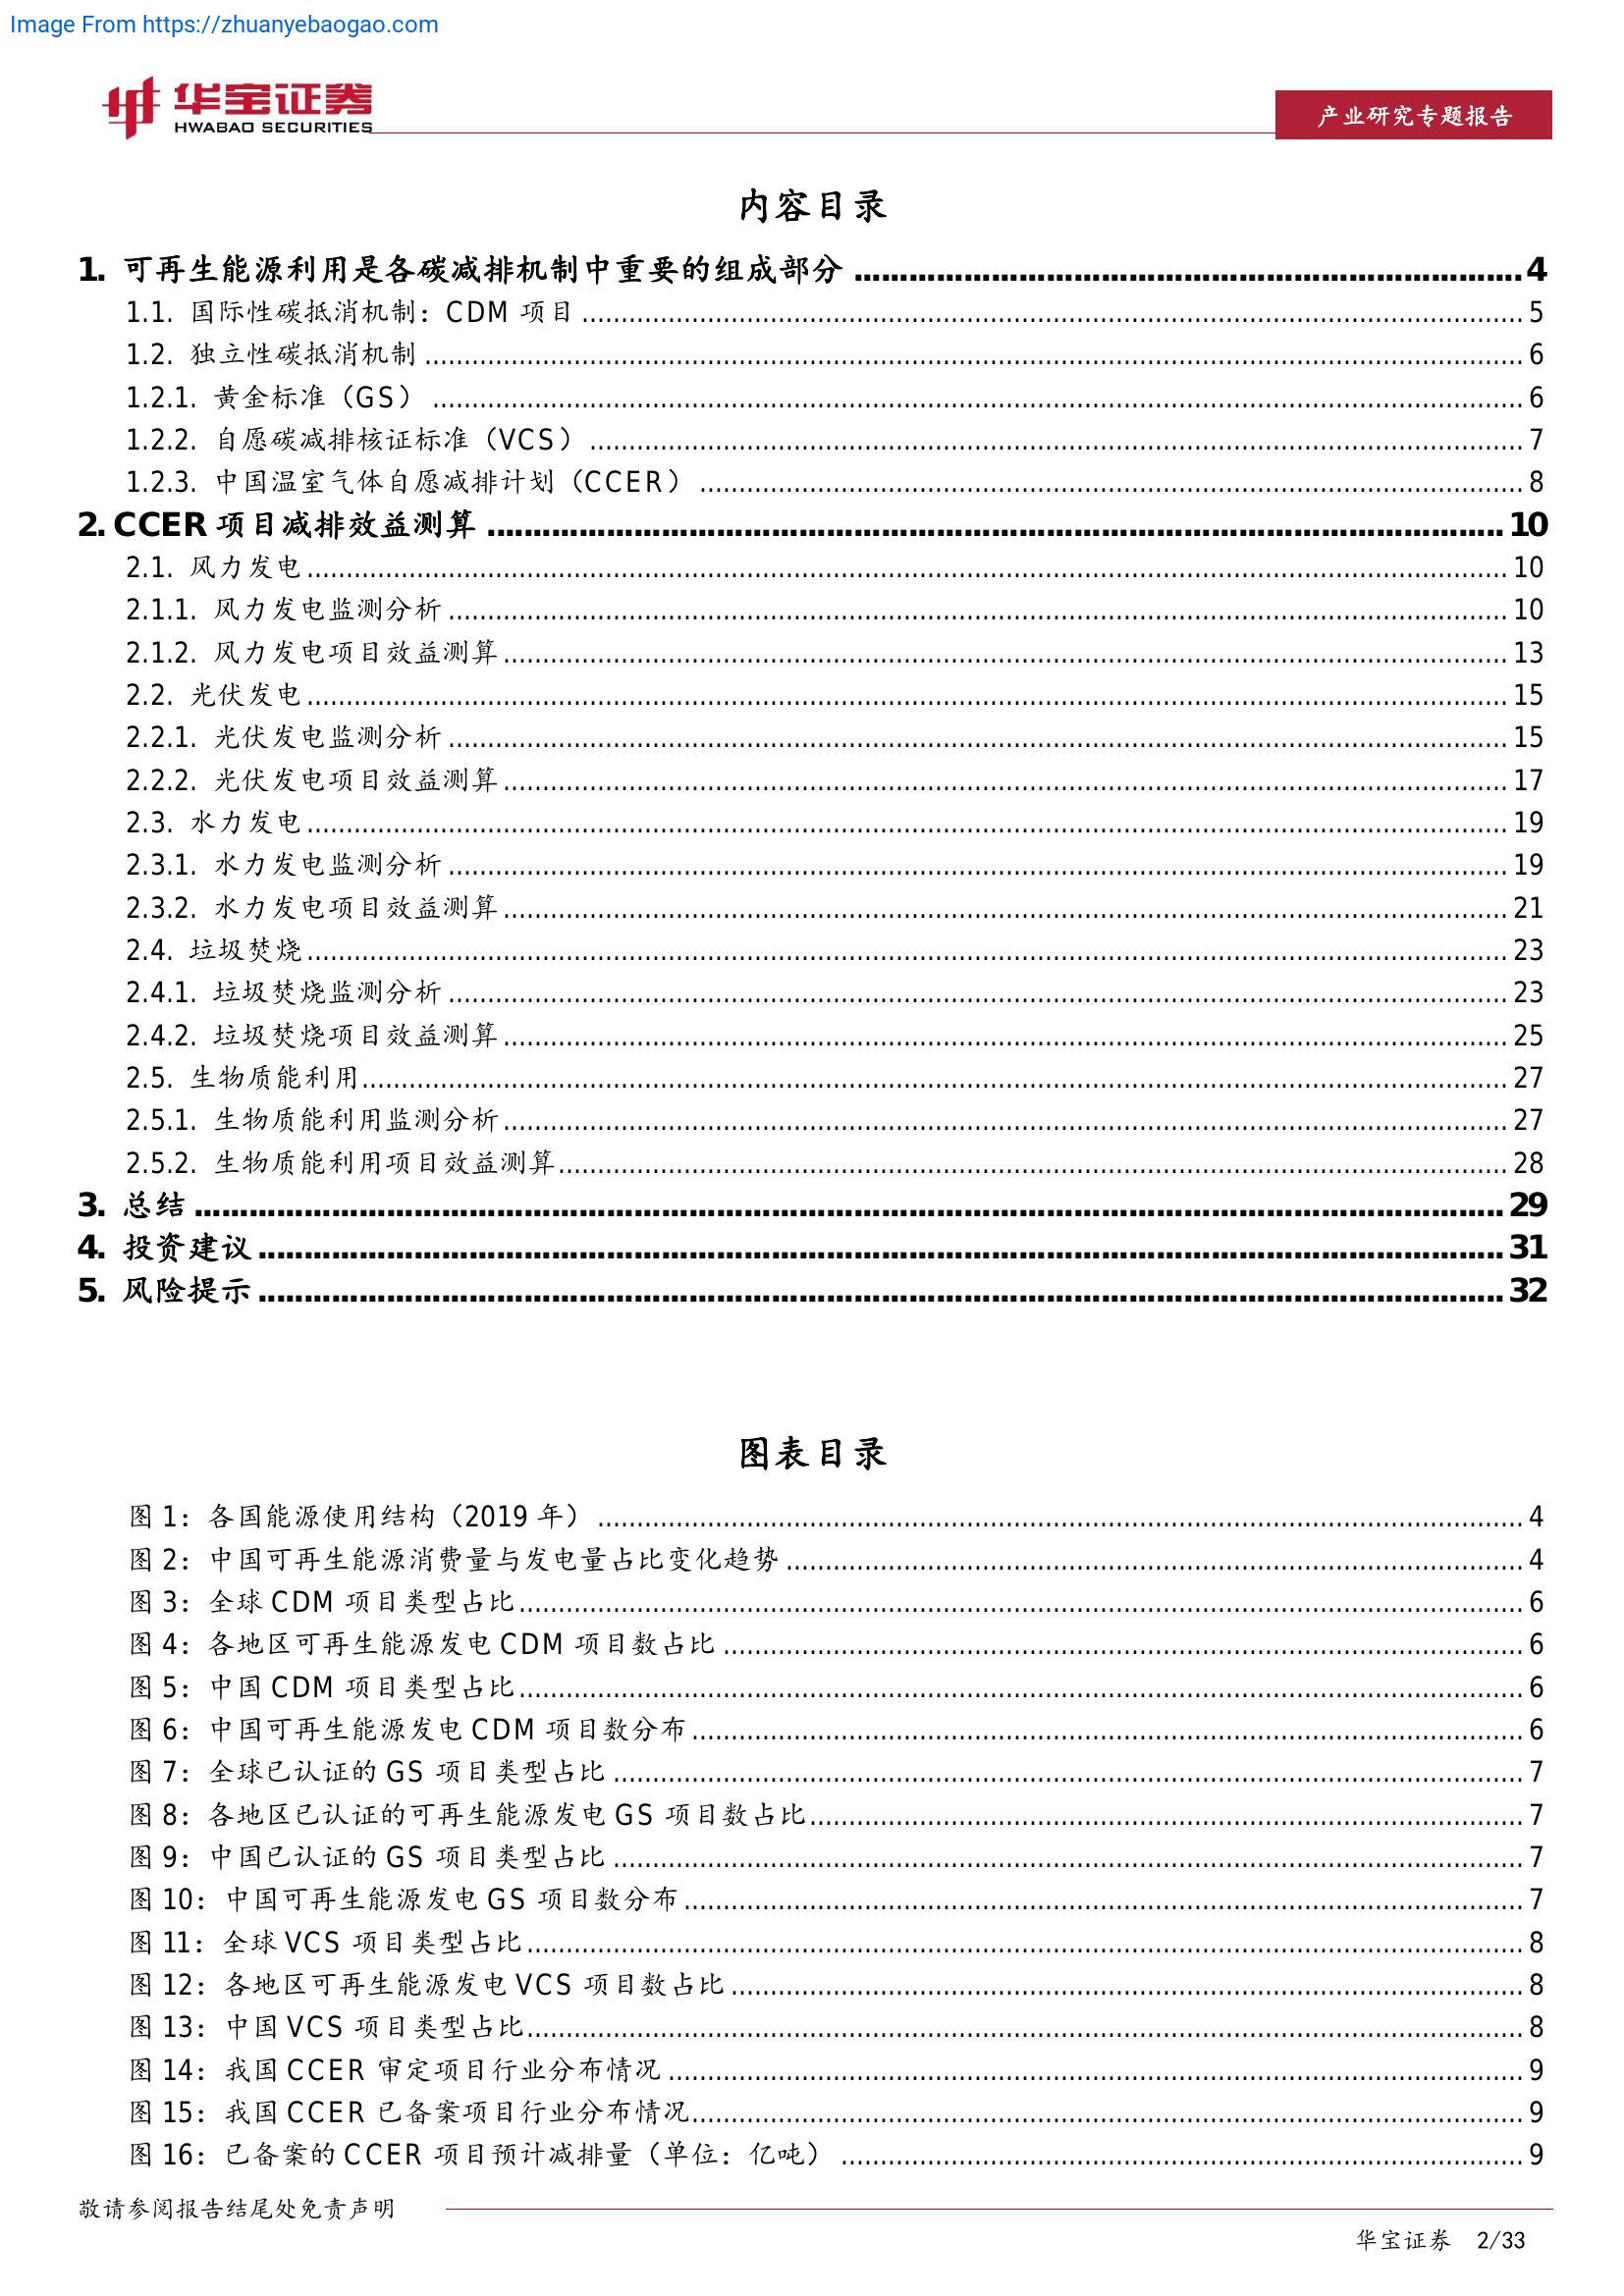 Image From https://zhuanyebaogao.com
华宝证券
HWABAO SECURITIES
产业研究专题报告
内容目录
1. 可再生能源利用是各碳减排机制中重要的组成部分 ........ 4
1.1. 国际性碳抵消机制：CDM 项目 ........ 5
1.2. 独立性碳抵消机制 ........ 6
1.2.1. 黄金标准（GS） ........ 6
1.2.2. 自愿碳减排核证标准（VCS） ........ 7
1.2.3. 中国温室气体自愿减排计划（CCER） ........ 8
2. CCER 项目减排效益测算 ........ 10
2.1. 风力发电 ........ 10
2.1.1. 风力发电监测分析 ........ 10
2.1.2. 风力发电项目效益测算 ........ 13
2.2. 光伏发电 ........ 15
2.2.1. 光伏发电监测分析 ........ 15
2.2.2. 光伏发电项目效益测算 ........ 17
2.3. 水力发电 ........ 19
2.3.1. 水力发电监测分析 ........ 19
2.3.2. 水力发电项目效益测算 ........ 21
2.4. 垃圾焚烧 ........ 23
2.4.1. 垃圾焚烧监测分析 ........ 23
2.4.2. 垃圾焚烧项目效益测算 ........ 25
2.5. 生物质能利用 ........ 27
2.5.1. 生物质能利用监测分析 ........ 27
2.5.2. 生物质能利用项目效益测算 ........ 28
3. 总结 ........ 29
4. 投资建议 ........ 31
5. 风险提示 ........ 32
图表目录
图 1：各国能源使用结构（2019 年） ........ 4
图 2：中国可再生能源消费量与发电量占比变化趋势 ........ 4
图 3：全球 CDM 项目类型占比 ........ 6
图 4：各地区可再生能源发电 CDM 项目数占比 ........ 6
图 5：中国 CDM 项目类型占比 ........ 6
图 6：中国可再生能源发电 CDM 项目数分布 ........ 6
图 7：全球已认证的 GS 项目类型占比 ........ 7
图 8：各地区已认证的可再生能源发电 GS 项目数占比 ........ 7
图 9：中国已认证的 GS 项目类型占比 ........ 7
图 10：中国可再生能源发电 GS 项目数分布 ........ 7
图 11：全球 VCS 项目类型占比 ........ 8
图 12：各地区可再生能源发电 VCS 项目数占比 ........ 8
图 13：中国 VCS 项目类型占比 ........ 8
图 14：我国 CCER 审定项目行业分布情况 ........ 9
图 15：我国 CCER 已备案项目行业分布情况 ........ 9
图 16：已备案的 CCER 项目预计减排量（单位：亿吨） ........ 9
敬请参阅报告结尾处免责声明
华宝证券 2/33